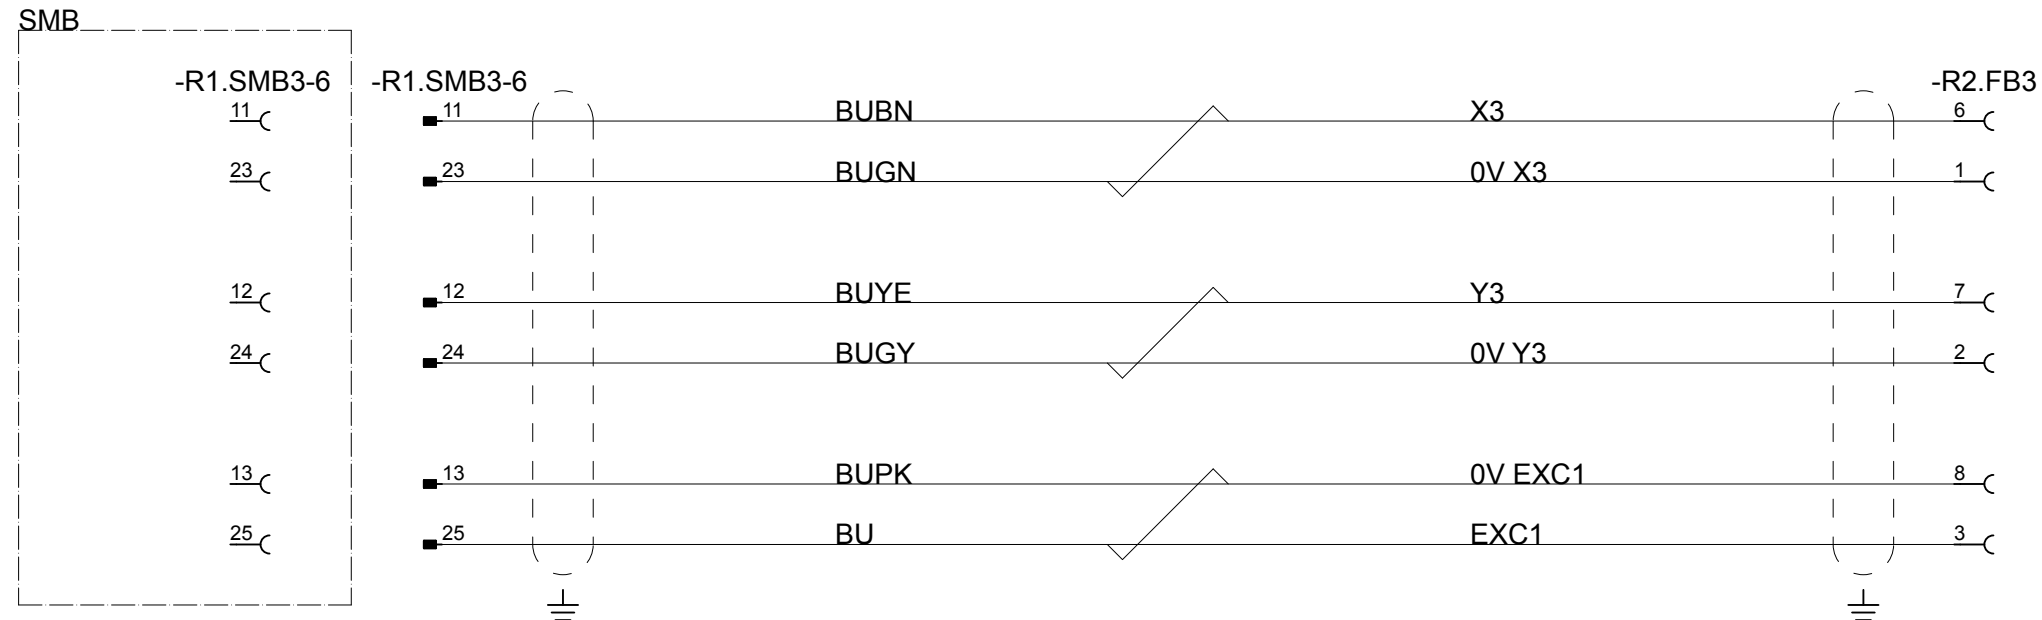 SMB
-R1.SMB3-6 -R1.SMB3-6 -R2.FB3
11 11 BUBN X3 6
23 23 BUGN 0V X3 1
12 12 BUYE Y3 7
24 24 BUGY 0V Y3 2
13 13 BUPK 0V EXC1 8
25 25 BU EXC1 3